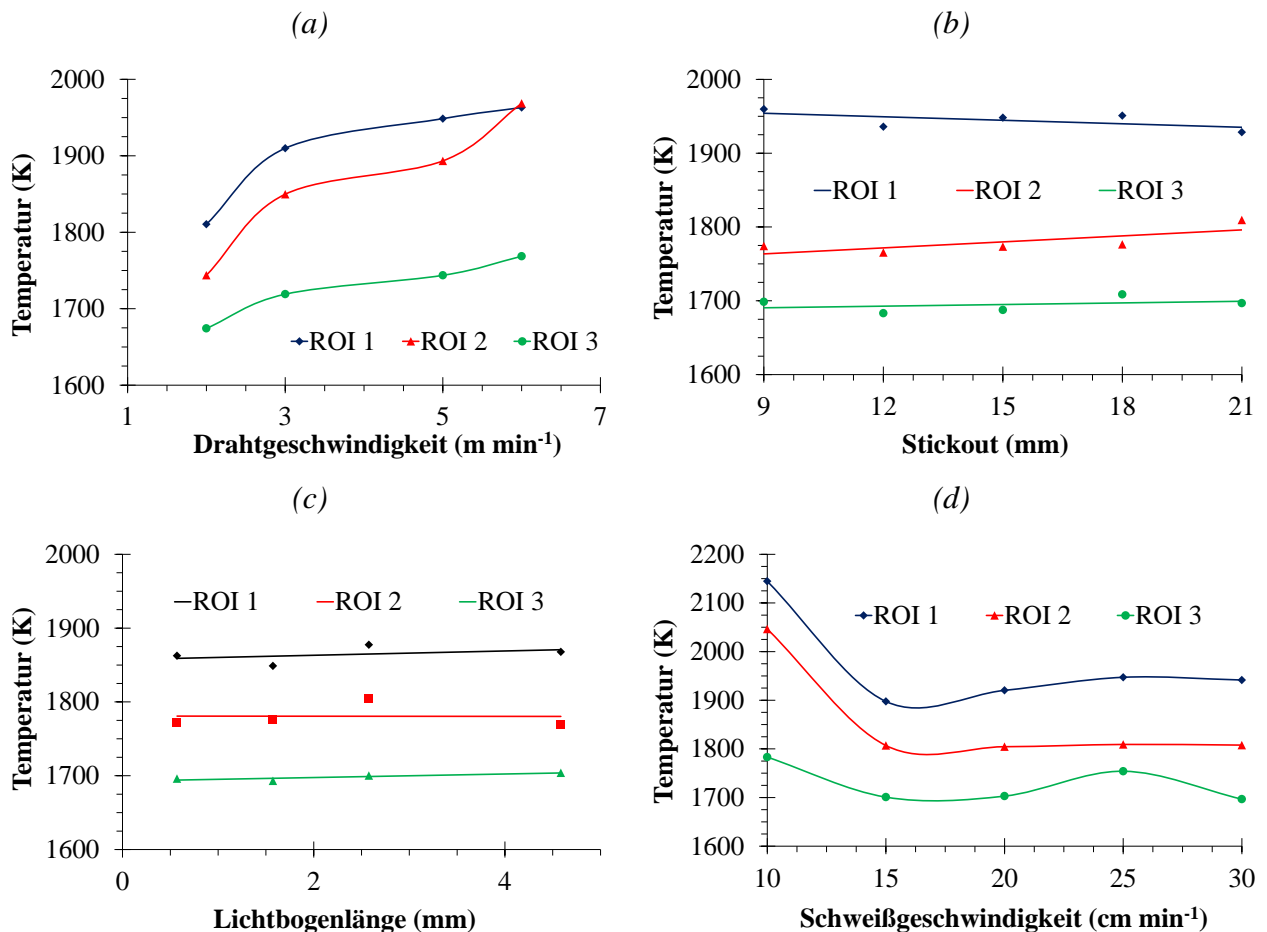 (a)
2000
1900
1800
1700
1600
Temperatur (K)
ROI 1 ROI 2 ROI 3
1 3 5 7
Drahtgeschwindigkeit (m min⁻¹)
(b)
2000
1900
1800
1700
1600
Temperatur (K)
ROI 1 ROI 2 ROI 3
9 12 15 18 21
Stickout (mm)
(c)
2000
1900
1800
1700
1600
Temperatur (K)
ROI 1 ROI 2 ROI 3
0 2 4
Lichtbogenlänge (mm)
(d)
2200
2100
2000
1900
1800
1700
1600
Temperatur (K)
ROI 1 ROI 2 ROI 3
10 15 20 25 30
Schweißgeschwindigkeit (cm min⁻¹)